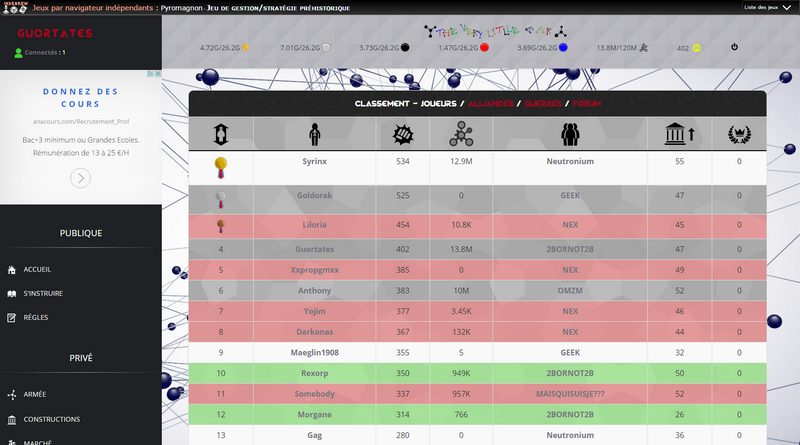 Jeux par navigateur indépendants : Pyromagnon - Jeu de gestion/stratégie préhistorique
Liste des jeux
GUORTATES
Connectés : 1
THE VERY LITTLE WAR
4.72G/26.2G 7.01G/26.2G 3.73G/26.2G 1.47G/26.2G 3.69G/26.2G 13.8M/120M 402
DONNEZ DES
COURS
anacours.com/Recrutement_Prof
Bac+3 minimum ou Grandes Ecoles.
Rémunération de 13 à 25 €/H
PUBLIQUE
ACCUEIL
S'INSTRUIRE
RÈGLES
PRIVÉ
ARMÉE
CONSTRUCTIONS
MARCHÉ
CLASSEMENT - JOUEURS / ALLIANCES / GUERRES / FORUM
Syrinx 534 12.9M Neutronium 55 0
Goldorak 525 0 GEEK 47 0
Liloria 454 10.8K NEX 45 0
4 Guortates 402 13.8M 2BORNOT2B 47 0
5 Xxpropgmxx 385 0 NEX 49 0
6 Anthony 383 10M OMZM 52 0
7 Yojim 377 3.45K NEX 46 0
8 Darkonas 367 132K NEX 44 0
9 Maeglin1908 355 5 GEEK 32 0
10 Rexorp 350 949K 2BORNOT2B 50 0
11 Somebody 337 957K MAISQUISUISJE??? 52 0
12 Morgane 314 766 2BORNOT2B 26 0
13 Gag 280 0 Neutronium 36 0